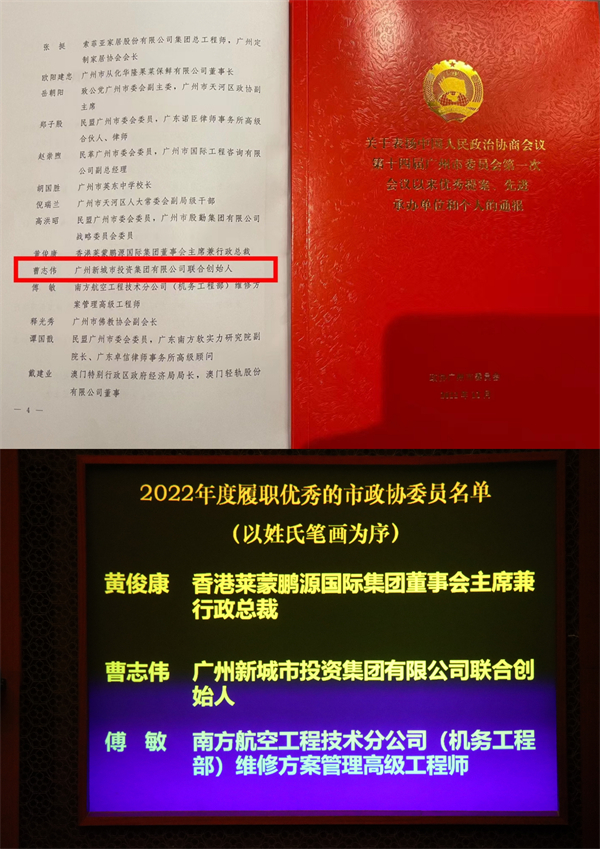 张　挺　索菲亚家居股份有限公司集团总工程师，广州定
制家居协会会长
欧阳建忠　广州市从化华隆果菜保鲜有限公司董事长
岳朝阳　致公党广州市委会副主委，广州市天河区政协副
主席
郑子殷　民盟广州市委会委员，广东诺臣律师事务所高级
合伙人、律师
赵崇煦　民革广州市委会委员，广州市国际工程咨询有限
公司副总经理
胡国胜　广州市英东中学校长
倪瑞兰　广州市天河区人大常委会副局级干部
高洪昭　民盟广州市委会委员，广州市殷勤集团有限公司
战略委员会委员
黄俊康　香港莱蒙鹏源国际集团董事会主席兼行政总裁
曹志伟　广州新城市投资集团有限公司联合创始人
傅　敏　南方航空工程技术分公司（机务工程部）维修方
案管理高级工程师
释光秀　广州市佛教协会副会长
谭国戬　民盟广州市委会委员，广东南方软实力研究院副
院长、广东卓信律师事务所高级顾问
戴建业　澳门特别行政区政府经济局局长，澳门轻轨股份
有限公司董事
— 4 —
关于表彰中国人民政治协商会议
第十四届广州市委员会第一次
会议以来优秀提案、先进
承办单位和个人的通报
政协广州市委员会
2022年度履职优秀的市政协委员名单
（以姓氏笔画为序）
黄俊康　香港莱蒙鹏源国际集团董事会主席兼
行政总裁
曹志伟　广州新城市投资集团有限公司联合创
始人
傅　敏　南方航空工程技术分公司（机务工程
部）维修方案管理高级工程师